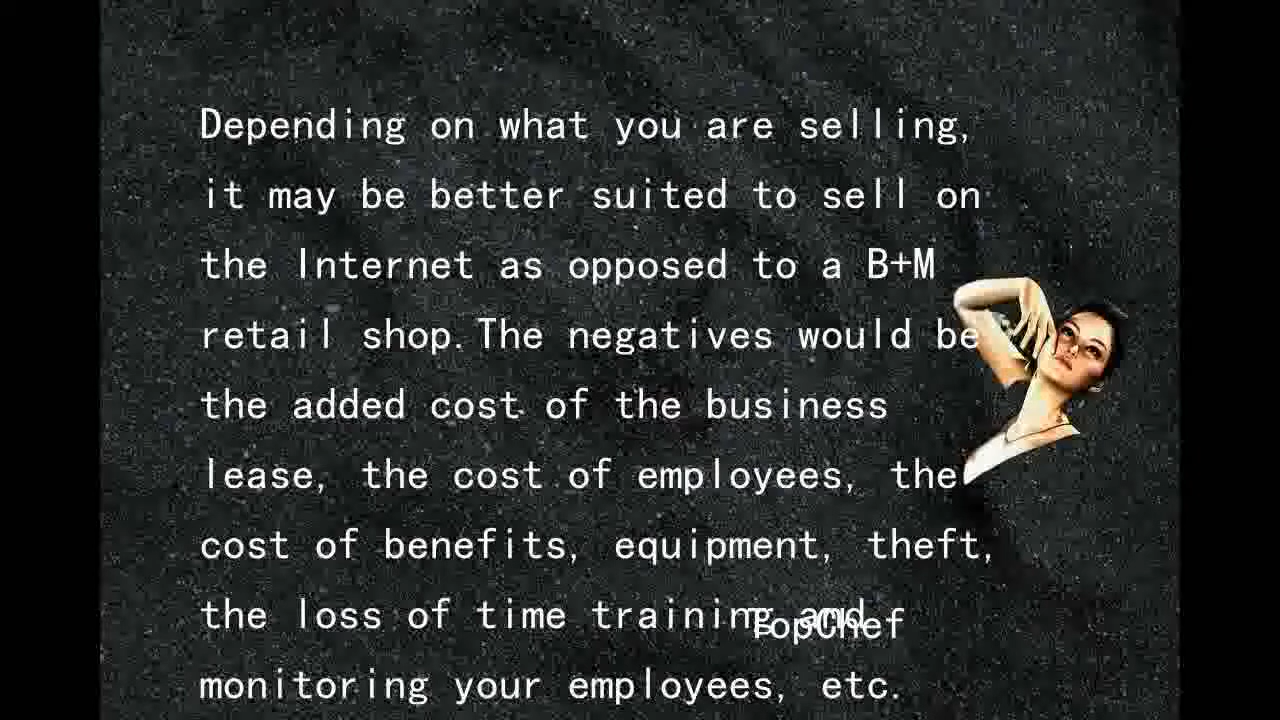 Depending on what you are selling,
it may be better suited to sell on
the Internet as opposed to a B+M
retail shop. The negatives would be
the added cost of the business
lease, the cost of employees, the
cost of benefits, equipment, theft,
the loss of time training and
TopChef
monitoring your employees, etc.